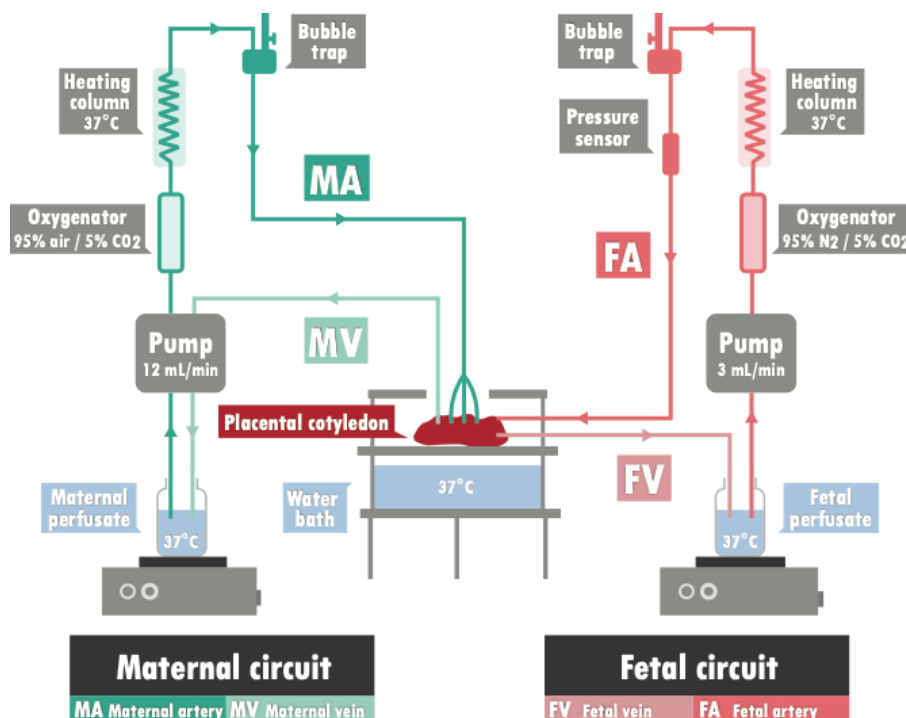 Bubble
trap
Heating
column
37°C
MA
Oxygenator
95% air / 5% CO2
Pump
12 mL/min
MV
Maternal
perfusate
37°C
Placental cotyledon
Water
bath
37°C
Bubble
trap
Pressure
sensor
Heating
column
37°C
FA
Oxygenator
95% N2 / 5% CO2
Pump
3 mL/min
FV
Fetal
perfusate
37°C
Maternal circuit
MA Maternal artery MV Maternal vein
Fetal circuit
FV Fetal vein FA Fetal artery